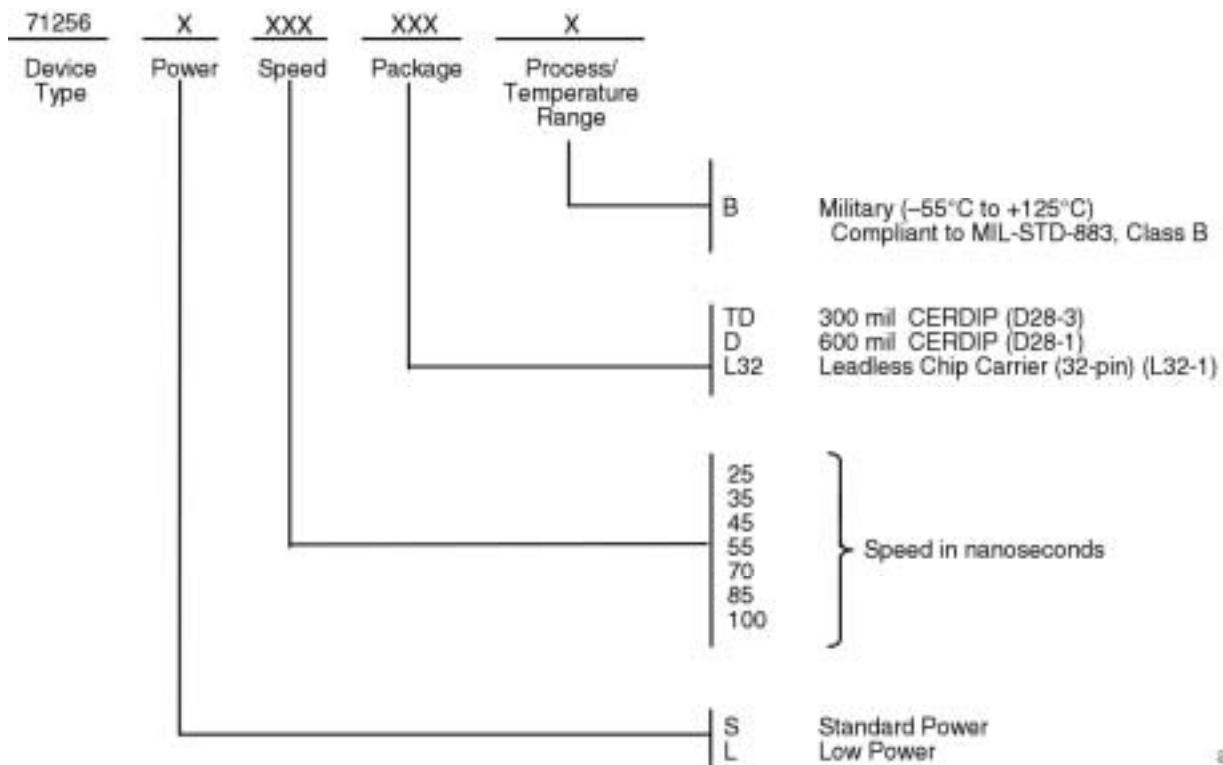 71256 X XXX XXX X
Device Type Power Speed Package Process/ Temperature Range
B Military (–55°C to +125°C)
Compliant to MIL-STD-883, Class B
TD 300 mil CERDIP (D28-3)
D 600 mil CERDIP (D28-1)
L32 Leadless Chip Carrier (32-pin) (L32-1)
25
35
45
55 Speed in nanoseconds
70
85
100
S Standard Power
L Low Power